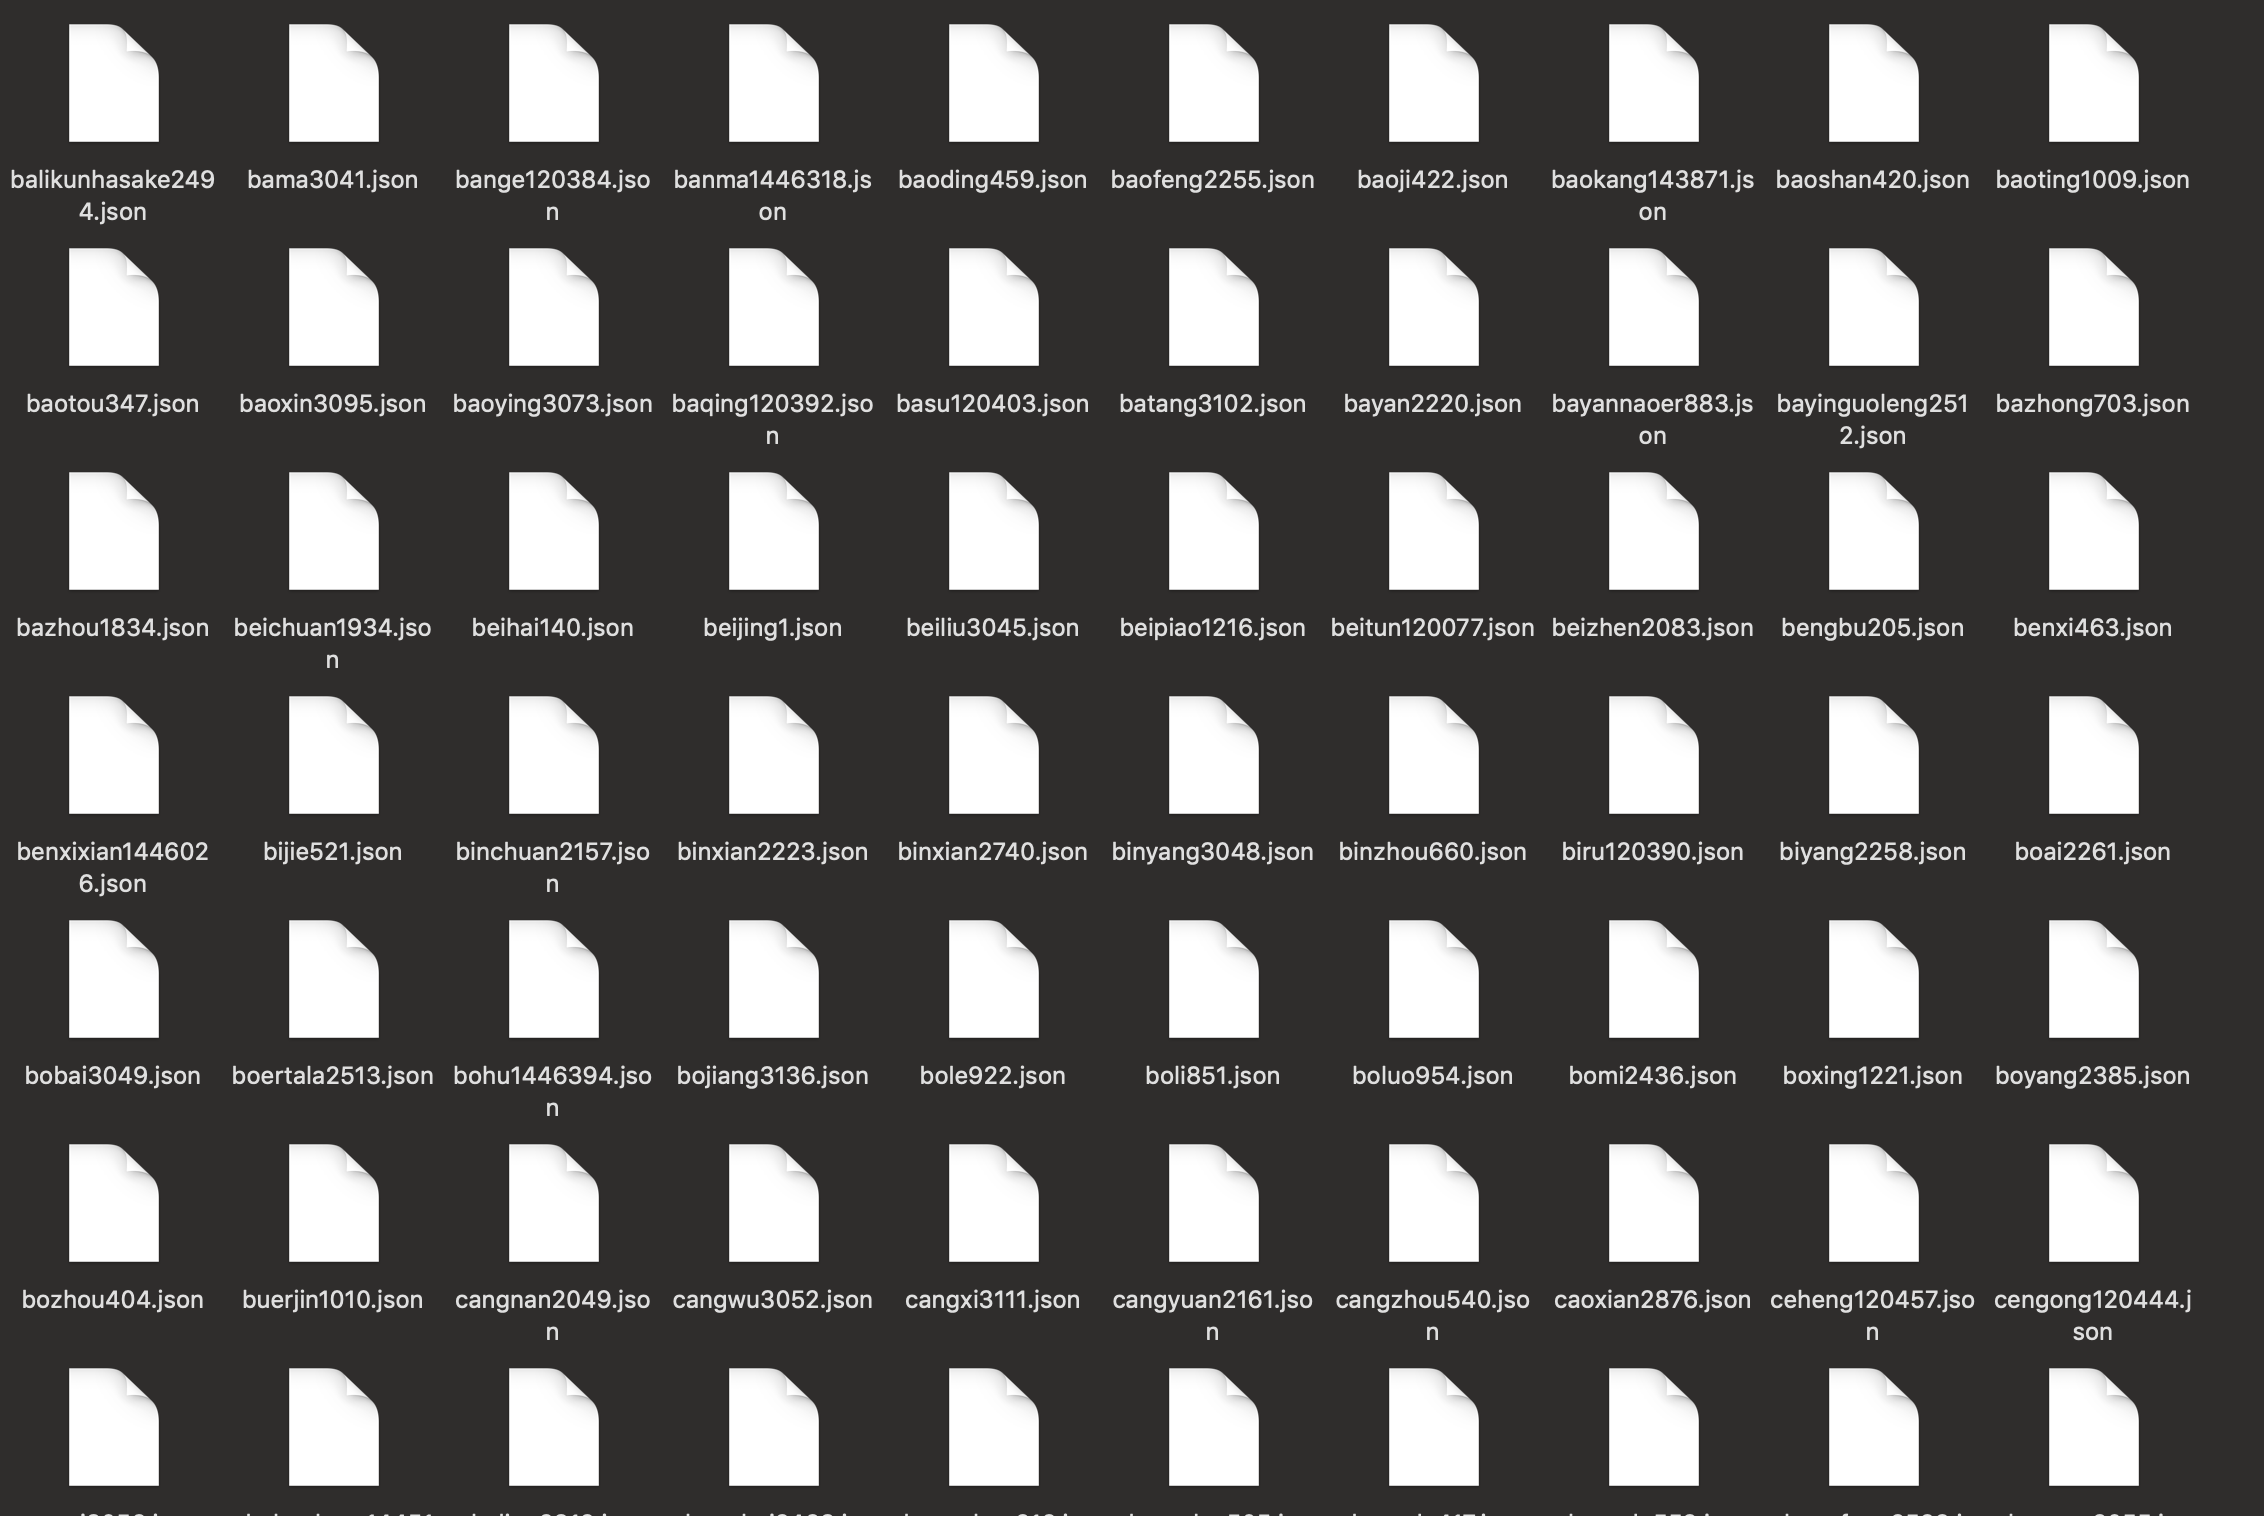 balikunhasake249 bama3041.json bange120384.jso banma1446318.js baoding459.json baofeng2255.json baoji422.json baokang143871.js baoshan420.json baoting1009.json
4.json n on on
baotou347.json baoxin3095.json baoying3073.json baqing120392.jso basu120403.json batang3102.json bayan2220.json bayannaoer883.js bayinguoleng251 bazhong703.json
n on 2.json
bazhou1834.json beichuan1934.jso beihai140.json beijing1.json beiliu3045.json beipiao1216.json beitun120077.json beizhen2083.json bengbu205.json benxi463.json
n
benxixian144602 bijie521.json binchuan2157.jso binxian2223.json binxian2740.json binyang3048.json binzhou660.json biru120390.json biyang2258.json boai2261.json
6.json n
bobai3049.json boertala2513.json bohu1446394.jso bojiang3136.json bole922.json boli851.json boluo954.json bomi2436.json boxing1221.json boyang2385.json
n
bozhou404.json buerjin1010.json cangnan2049.jso cangwu3052.json cangxi3111.json cangyuan2161.jso cangzhou540.jso caoxian2876.json ceheng120457.jso cengong120444.j
n n n n son